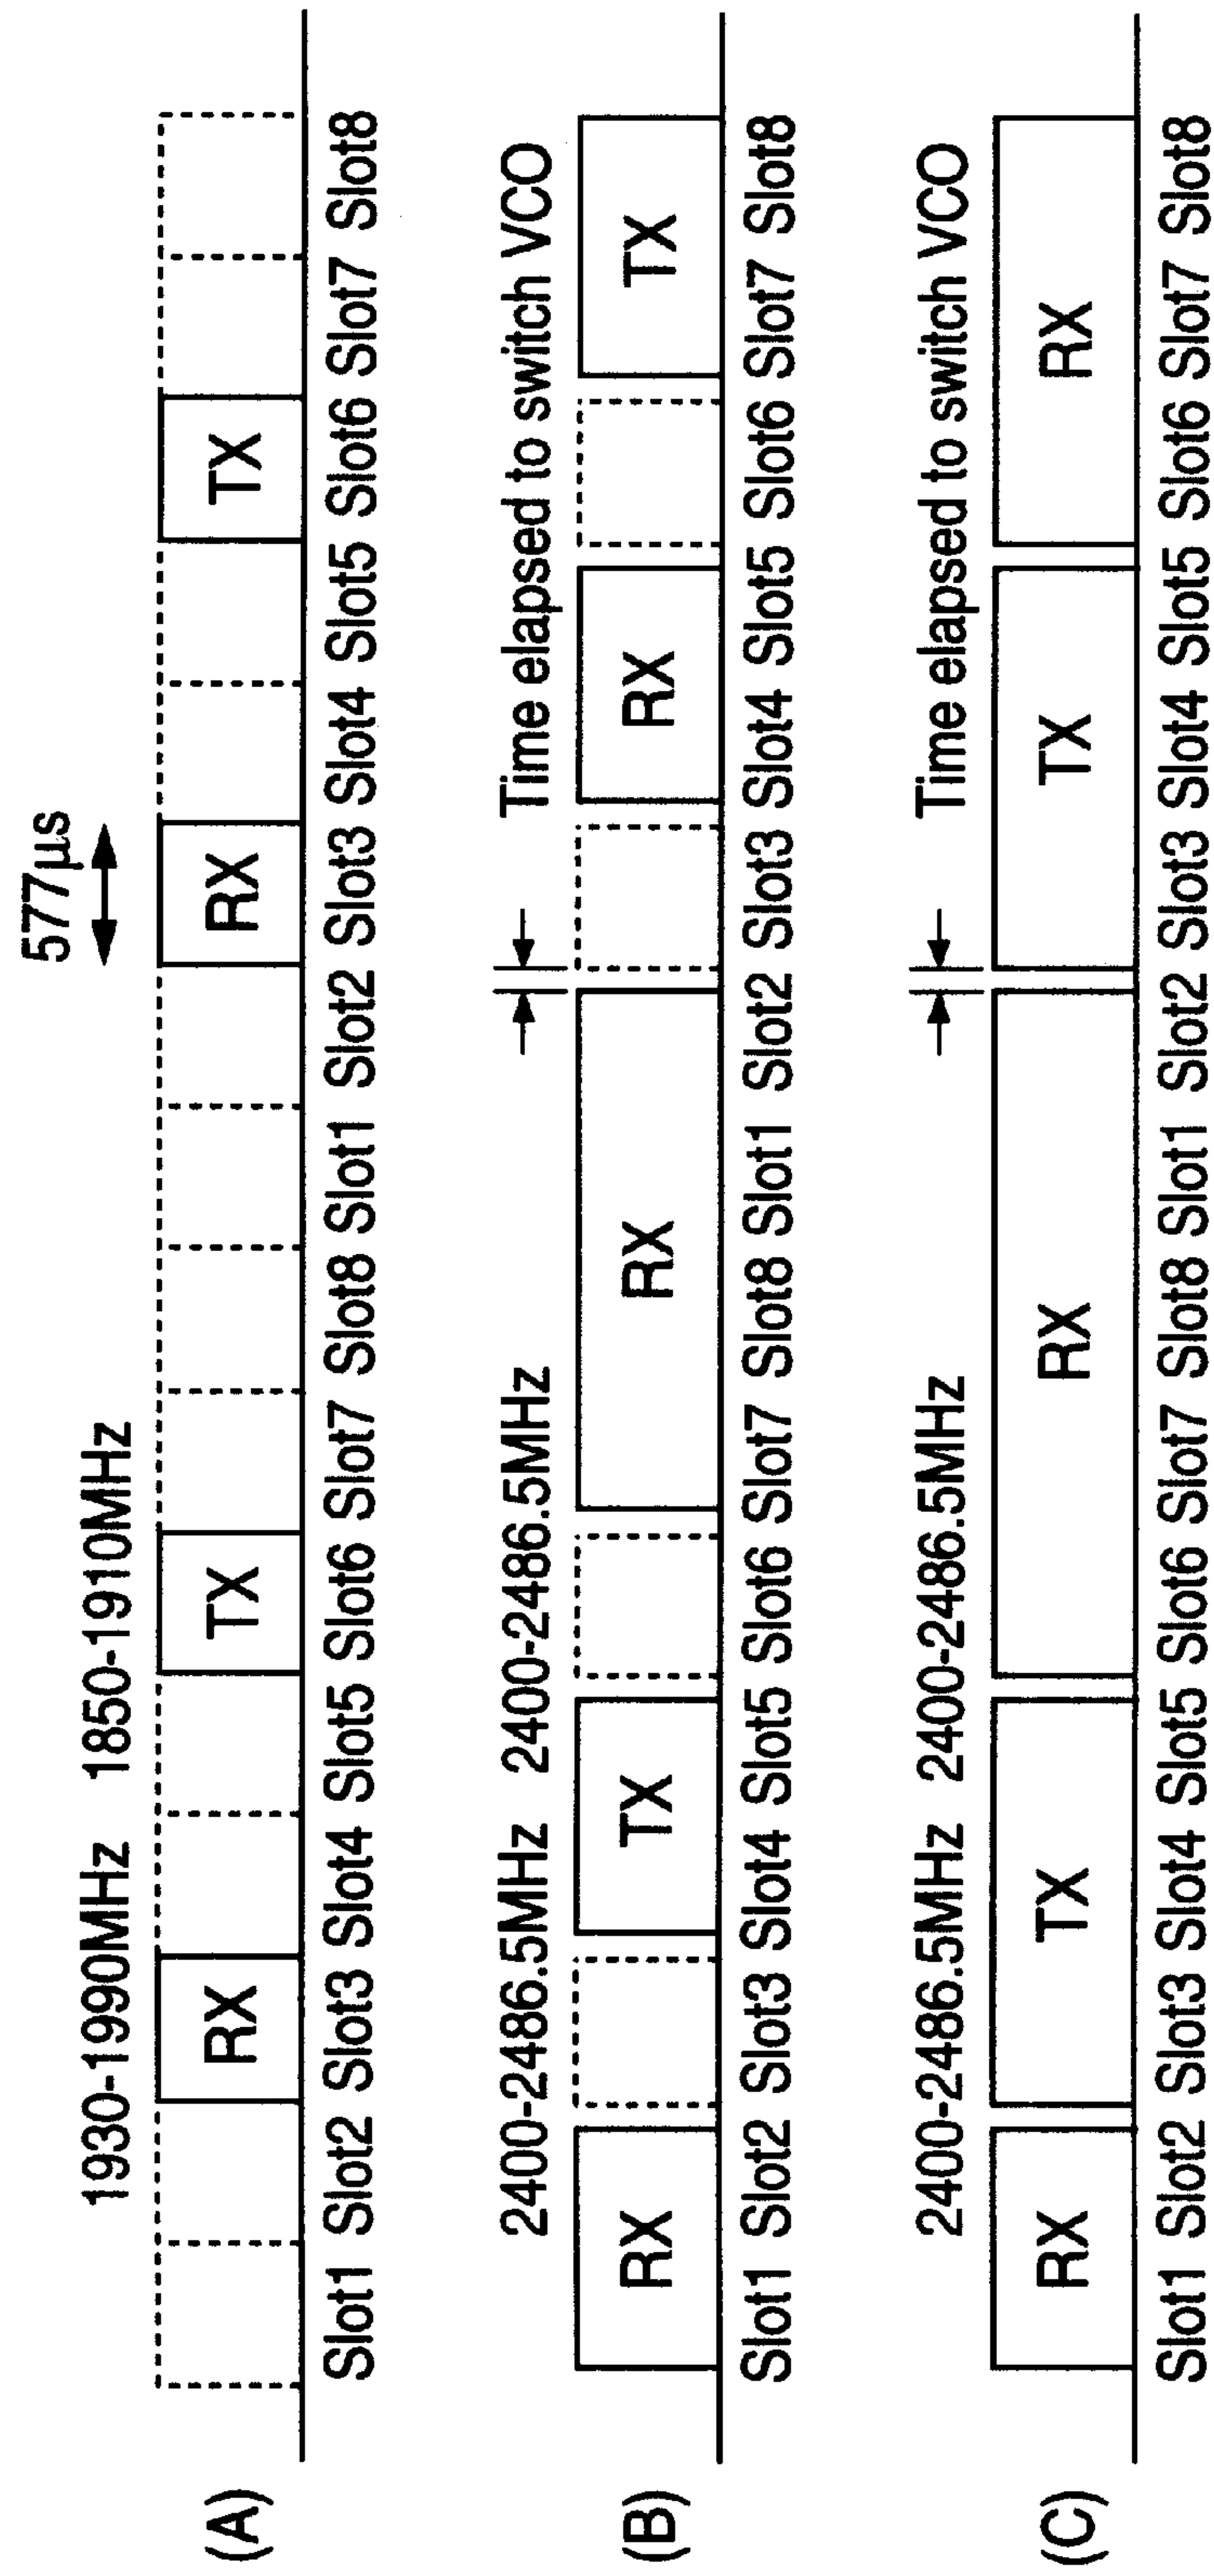 577μs
1930-1990MHz 1850-1910MHz
RX TX RX TX
Slot1 Slot2 Slot3 Slot4 Slot5 Slot6 Slot7 Slot8 Slot1 Slot2 Slot3 Slot4 Slot5 Slot6 Slot7 Slot8
(A)
2400-2486.5MHz 2400-2486.5MHz Time elapsed to switch VCO
RX TX RX RX TX
Slot1 Slot2 Slot3 Slot4 Slot5 Slot6 Slot7 Slot8 Slot1 Slot2 Slot3 Slot4 Slot5 Slot6 Slot7 Slot8
(B)
2400-2486.5MHz 2400-2486.5MHz Time elapsed to switch VCO
RX TX RX TX RX
Slot1 Slot2 Slot3 Slot4 Slot5 Slot6 Slot7 Slot8 Slot1 Slot2 Slot3 Slot4 Slot5 Slot6 Slot7 Slot8
(C)